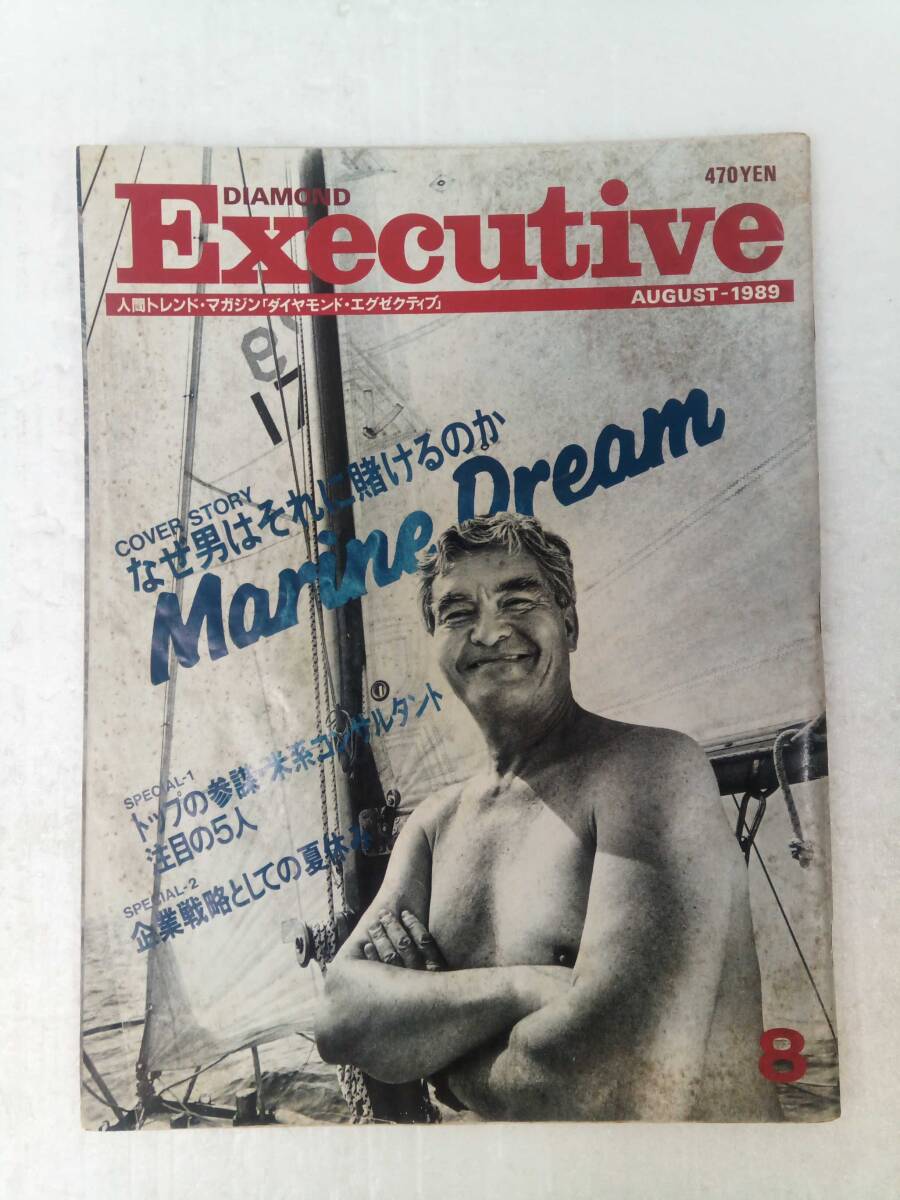 470YEN
DIAMOND
Executive
人間トレンド・マガジン「ダイヤモンド・エグゼクティブ」
AUGUST-1989
17
COVER STORY
なぜ男はそれに賭けるのか
Marine Dream
SPECIAL-1
トップの参謀“米系コンサルタント
注目の5人
SPECIAL-2
企業戦略としての夏休み
8